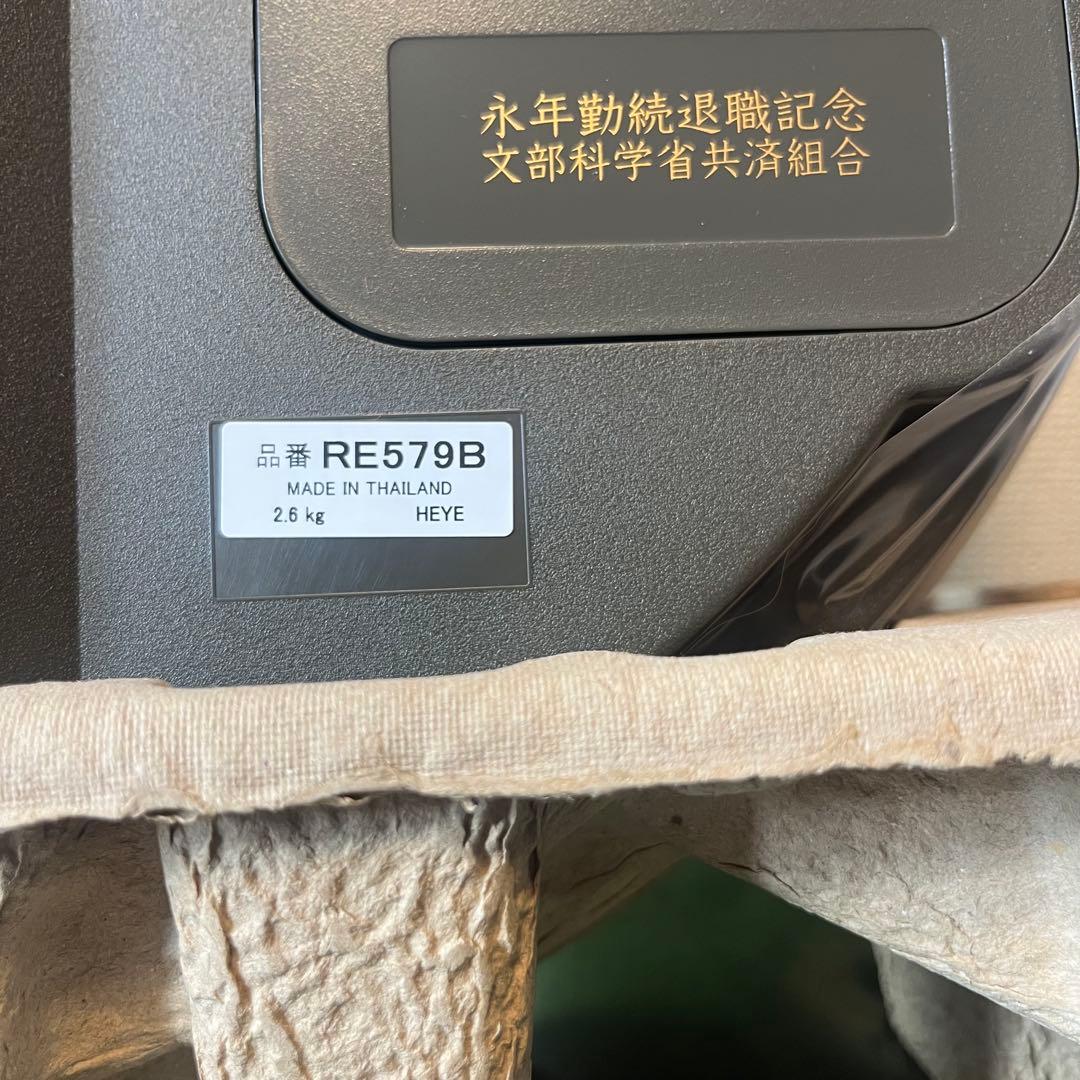 永年勤続退職記念
文部科学省共済組合
品番 RE579B
MADE IN THAILAND
2.6 kg HEYE